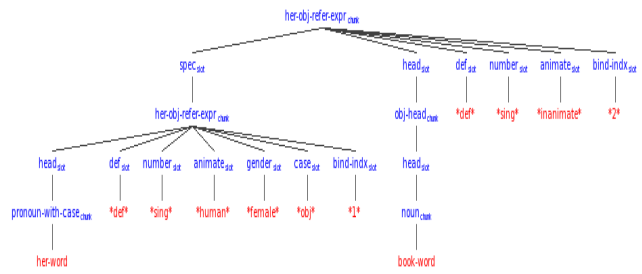 her-obj-refer-expr chunk
spec slot head slot def slot number slot animate slot bind-indx slot
her-obj-refer-expr chunk obj-head chunk *def* *sing* *inanimate* *2*
head slot def slot number slot animate slot gender slot case slot bind-indx slot head slot
pronoun-with-case chunk *def* *sing* *human* *female* *obj* *1* noun chunk
her-word book-word